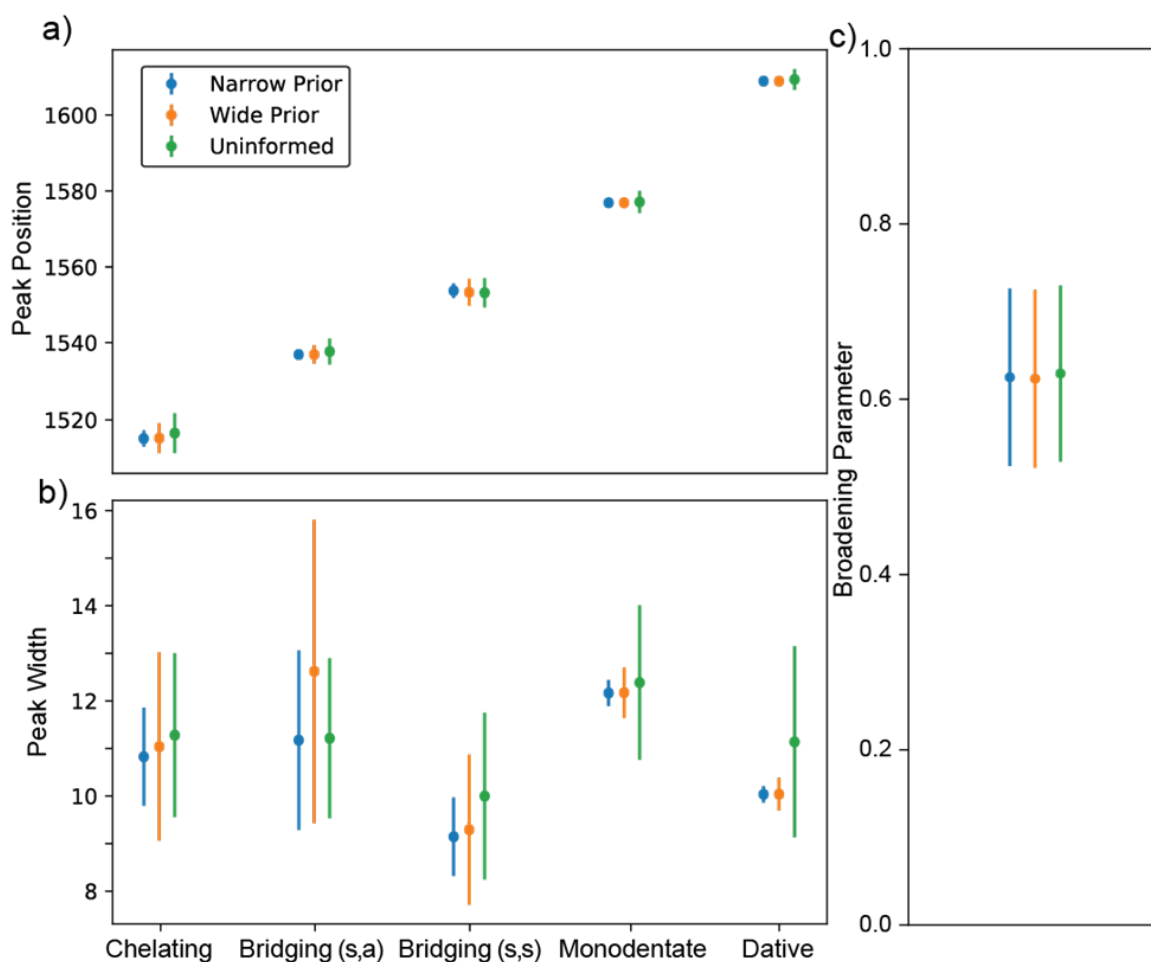 a)
Narrow Prior
Wide Prior
Uninformed
1600
1580
1560
1540
1520
Peak Position
b)
16
14
12
10
8
Peak Width
Chelating
Bridging (s,a)
Bridging (s,s)
Monodentate
Dative
c)
1.0
0.8
0.6
0.4
0.2
0.0
Broadening Parameter